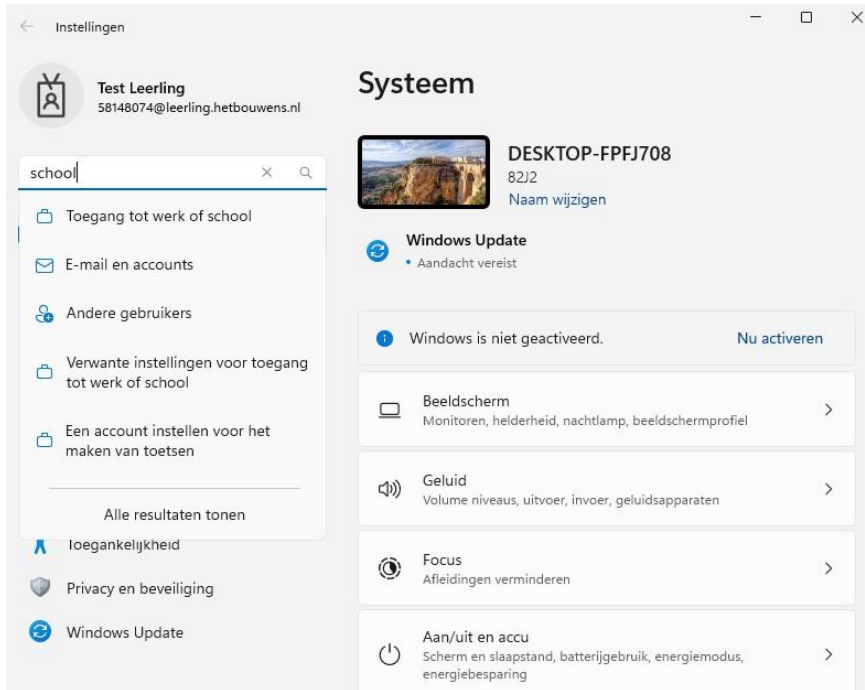 Instellingen
Test Leerling
58148074@leerling.hetbouwens.nl
school
Toegang tot werk of school
E-mail en accounts
Andere gebruikers
Verwante instellingen voor toegang
tot werk of school
Een account instellen voor het
maken van toetsen
Alle resultaten tonen
Toegankelijkheid
Privacy en beveiliging
Windows Update
Systeem
DESKTOP-FPFJ708
82J2
Naam wijzigen
Windows Update
• Aandacht vereist
Windows is niet geactiveerd.
Nu activeren
Beeldscherm
Monitoren, helderheid, nachtlamp, beeldschermprofiel
Geluid
Volume niveaus, uitvoer, invoer, geluidsapparaten
Focus
Afleidingen verminderen
Aan/uit en accu
Scherm en slaapstand, batterijgebruik, energiemodus,
energiebesparing